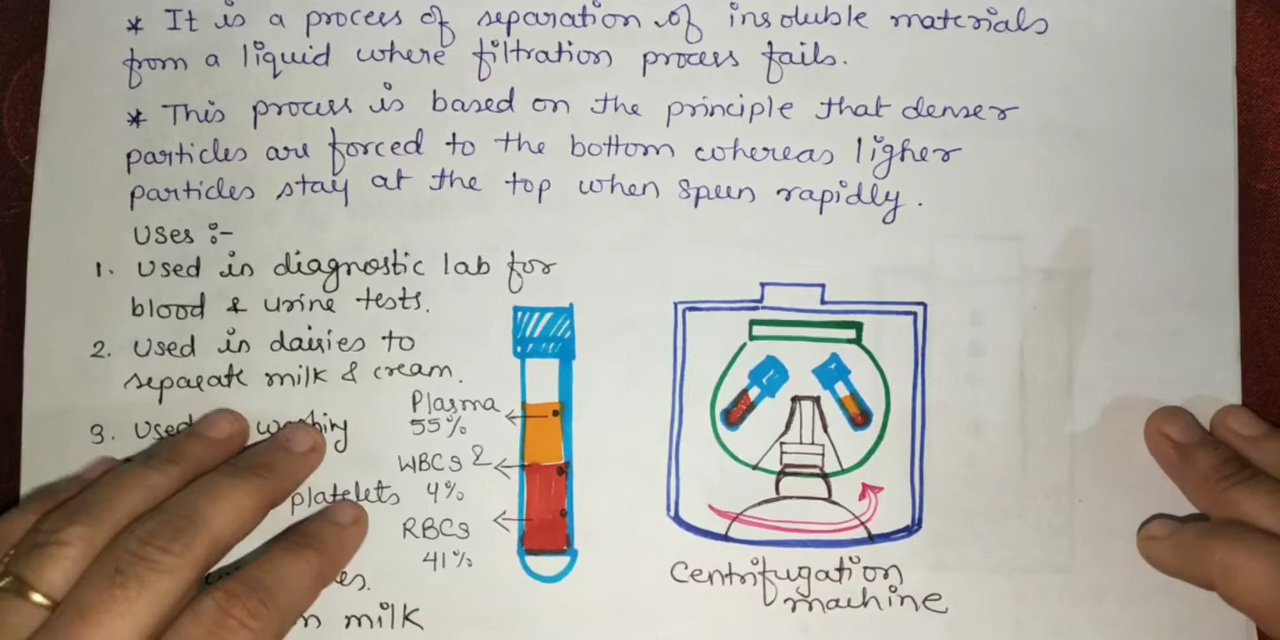 * It is a process of separation of insoluble materials
from a liquid where filtration process fails.
* This process is based on the principle that denser
particles are forced to the bottom whereas ligher
particles stay at the top when spun rapidly.
Uses :-
1. Used in diagnostic lab for
blood & urine tests.
2. Used in dairies to
separate milk & cream.
3. Used washing
Plasma
55%
WBCs &
platelets 4%
RBCs
41%
milk
Centrifugation
machine